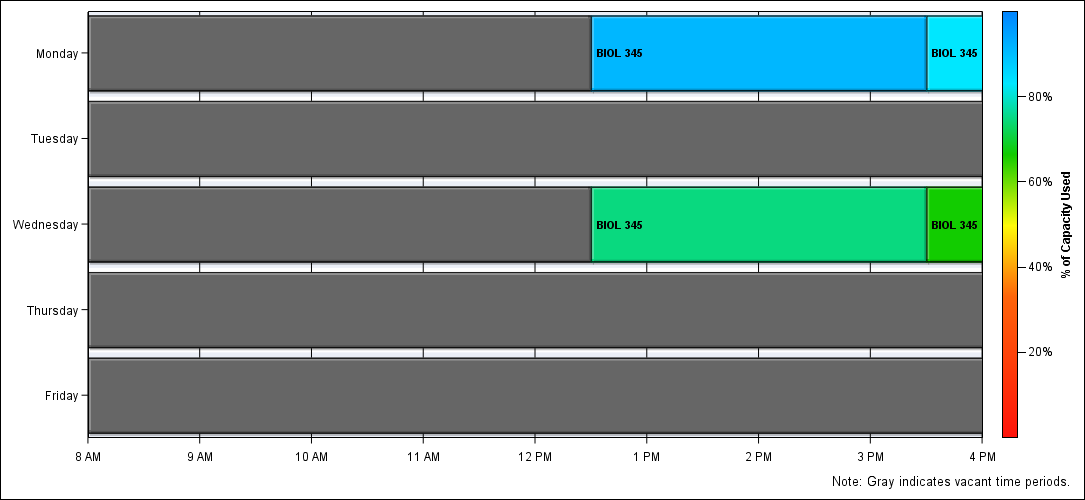 Monday
BIOL 345
BIOL 345
Tuesday
Wednesday
BIOL 345
BIOL 345
Thursday
Friday
8 AM 9 AM 10 AM 11 AM 12 PM 1 PM 2 PM 3 PM 4 PM
80%
60%
40%
20%
% of Capacity Used
Note: Gray indicates vacant time periods.